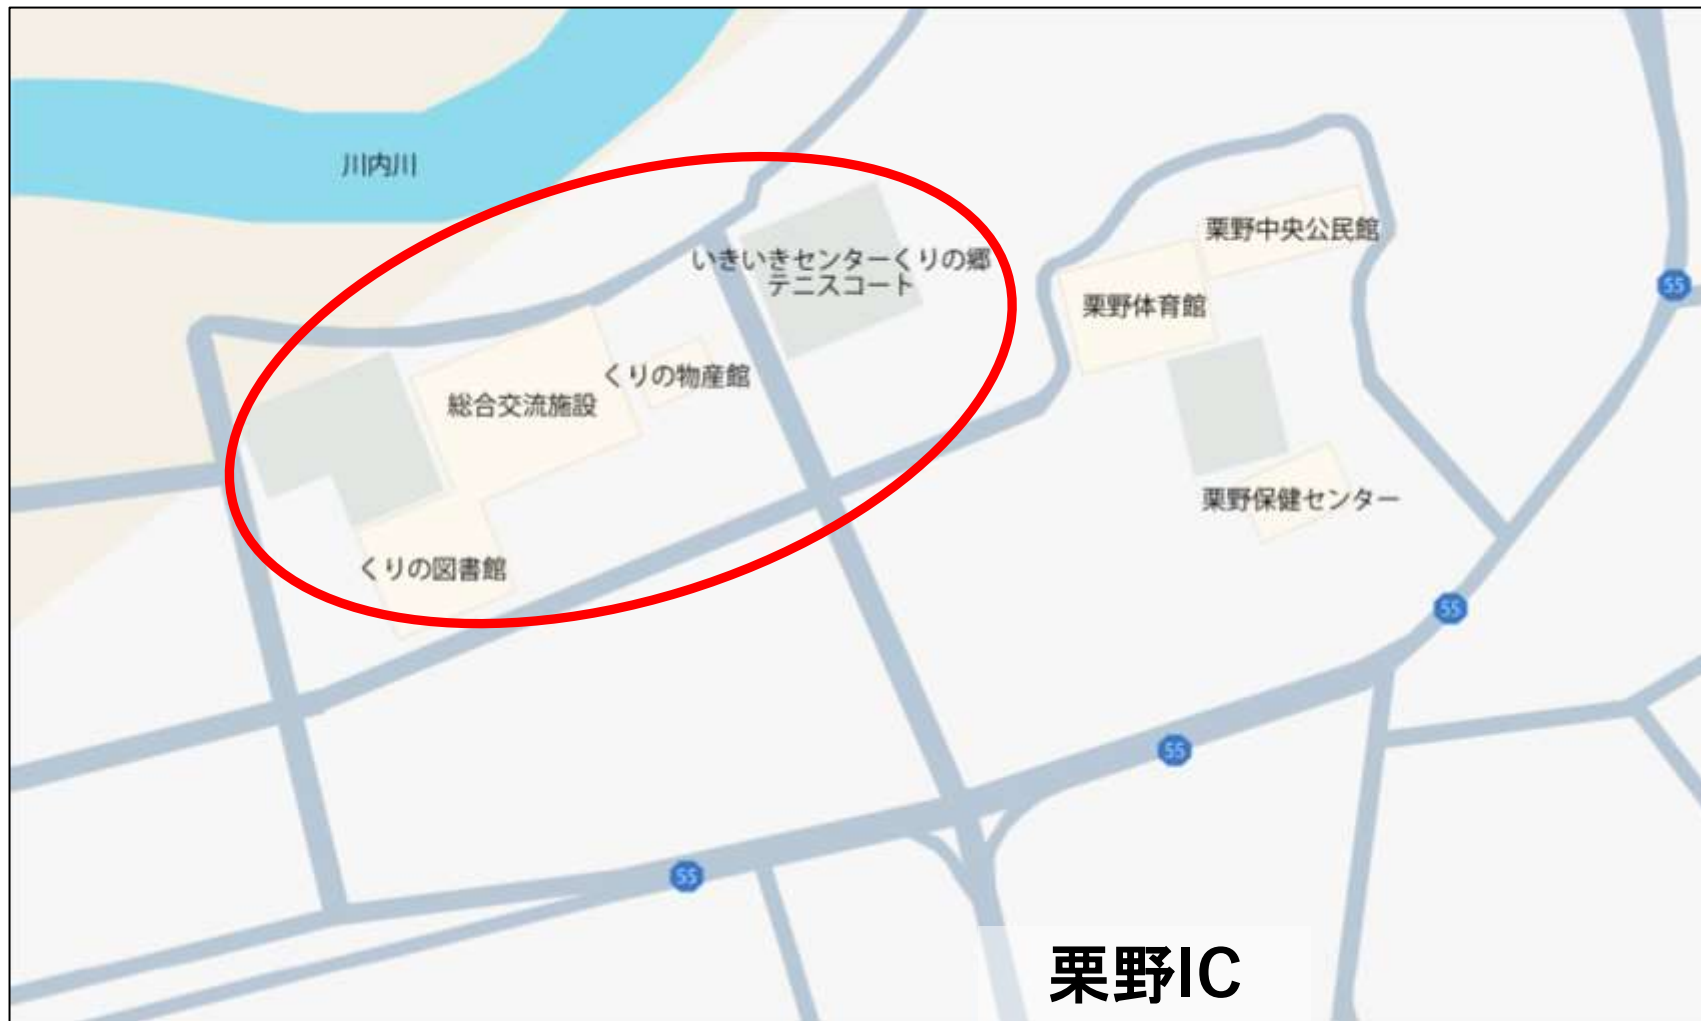 川内川
栗野中央公民館
いきいきセンターくりの郷
テニスコート
55
栗野体育館
くりの物産館
総合交流施設
栗野保健センター
くりの図書館
55
55
55
栗野IC